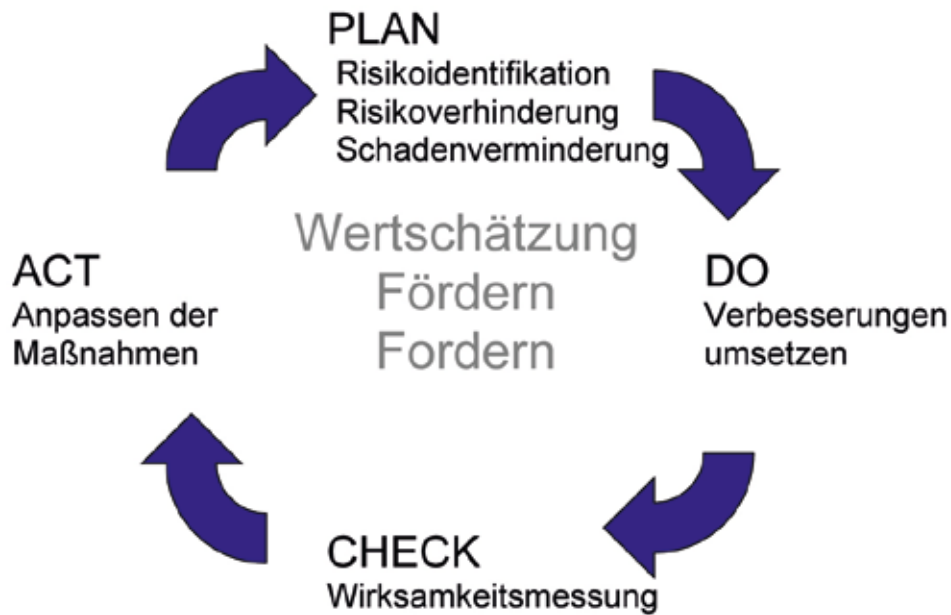 PLAN
Risikoidentifikation
Risikoverhinderung
Schadenverminderung
Wertschätzung
Fördern
Fordern
DO
Verbesserungen
umsetzen
CHECK
Wirksamkeitsmessung
ACT
Anpassen der
Maßnahmen